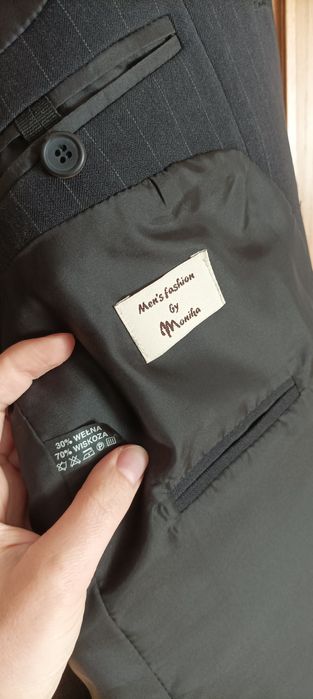 Men's fashion
by
Monika
30% WEŁNA
70% WISKOZA
P